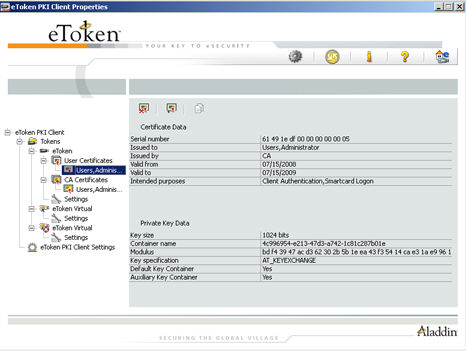 eToken PKI Client Properties
eToken
YOUR KEY TO eSECURITY
eToken PKI Client
Tokens
eToken
User Certificates
Users,Adminis...
CA Certificates
Users,Adminis...
Settings
eToken Virtual
Settings
eToken Virtual
Settings
eToken PKI Client Settings
Certificate Data
Serial number 61 49 1e df 00 00 00 00 00 05
Issued to Users,Administrator
Issued by CA
Valid from 07/15/2008
Valid to 07/15/2009
Intended purposes Client Authentication,Smartcard Logon
Private Key Data
Key size 1024 bits
Container name 4c996954-e213-47d3-a742-1c81c287b01e
Modulus bd f4 39 47 ac d3 62 30 2b 5b 1e ea 43 f3 54 14 ca e3 1a e9 96 1
Key specification AT_KEYEXCHANGE
Default Key Container Yes
Auxiliary Key Container Yes
SECURING THE GLOBAL VILLAGE
Aladdin